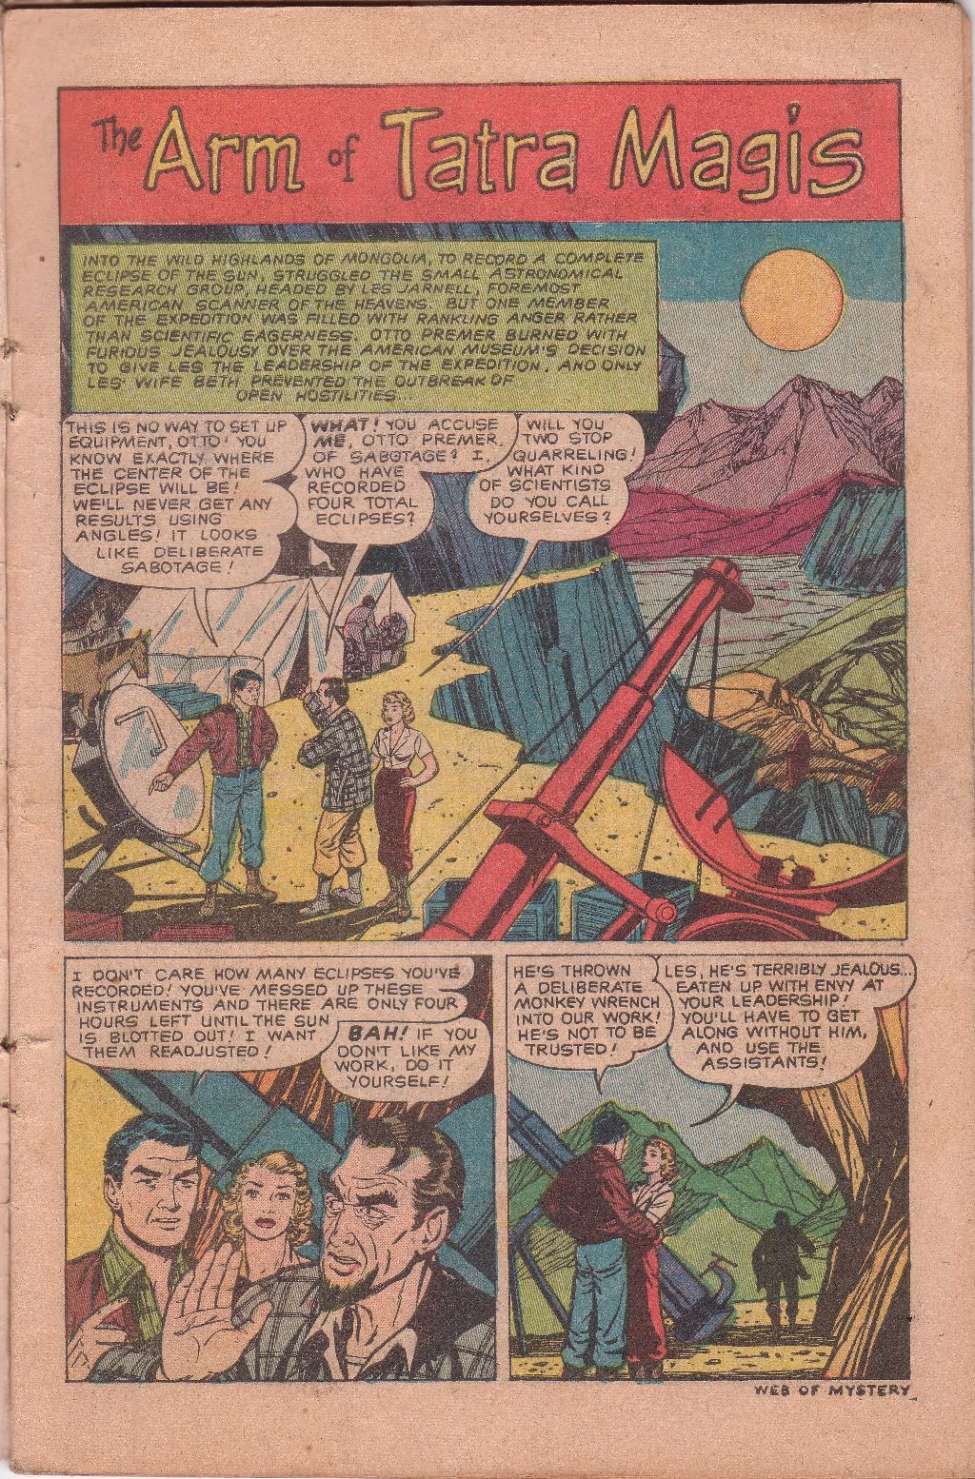 The Arm of Tatra Magis
INTO THE WILD HIGHLANDS OF MONGOLIA, TO RECORD A COMPLETE
ECLIPSE OF THE SUN, STRUGGLED THE SMALL ASTRONOMICAL
RESEARCH GROUP, HEADED BY LES JARNELL, FOREMOST
AMERICAN SCANNER OF THE HEAVENS. BUT ONE MEMBER
OF THE EXPEDITION WAS FILLED WITH RANKLING ANGER RATHER
THAN SCIENTIFIC EAGERNESS. OTTO PREMER BURNED WITH
FURIOUS JEALOUSY OVER THE AMERICAN MUSEUM'S DECISION
TO GIVE LES THE LEADERSHIP OF THE EXPEDITION. AND ONLY
LES' WIFE BETH PREVENTED THE OUTBREAK OF
OPEN HOSTILITIES...
THIS IS NO WAY TO SET UP
EQUIPMENT, OTTO! YOU
KNOW EXACTLY WHERE
THE CENTER OF THE
ECLIPSE WILL BE!
WE'LL NEVER GET ANY
RESULTS USING
ANGLES! IT LOOKS
LIKE DELIBERATE
SABOTAGE!
WHAT! YOU ACCUSE
ME, OTTO PREMER,
OF SABOTAGE? I,
WHO HAVE
RECORDED
FOUR TOTAL
ECLIPSES?
WILL YOU
TWO STOP
QUARRELING!
WHAT KIND
OF SCIENTISTS
DO YOU CALL
YOURSELVES?
I DON'T CARE HOW MANY ECLIPSES YOU'VE
RECORDED! YOU'VE MESSED UP THESE
INSTRUMENTS AND THERE ARE ONLY FOUR
HOURS LEFT UNTIL THE SUN
IS BLOTTED OUT! I WANT
THEM READJUSTED!
BAH! IF YOU
DON'T LIKE MY
WORK, DO IT
YOURSELF!
HE'S THROWN
A DELIBERATE
MONKEY WRENCH
INTO OUR WORK!
HE'S NOT TO BE
TRUSTED!
LES, HE'S TERRIBLY JEALOUS...
EATEN UP WITH ENVY AT
YOUR LEADERSHIP!
YOU'LL HAVE TO GET
ALONG WITHOUT HIM,
AND USE THE
ASSISTANTS!
WEB OF MYSTERY